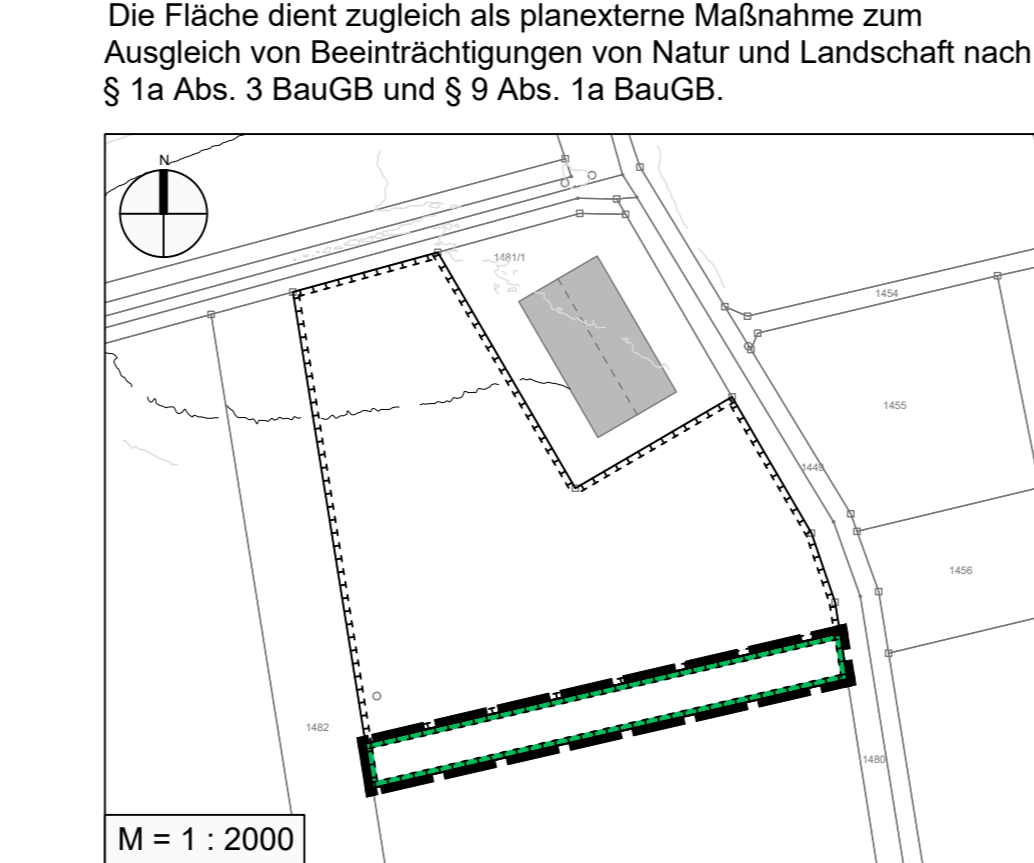 Die Fläche dient zugleich als planexterne Maßnahme zum
Ausgleich von Beeinträchtigungen von Natur und Landschaft nach
§ 1a Abs. 3 BauGB und § 9 Abs. 1a BauGB.
N
1481/1
1454
1455
1449
1456
1482
1480
M = 1 : 2000